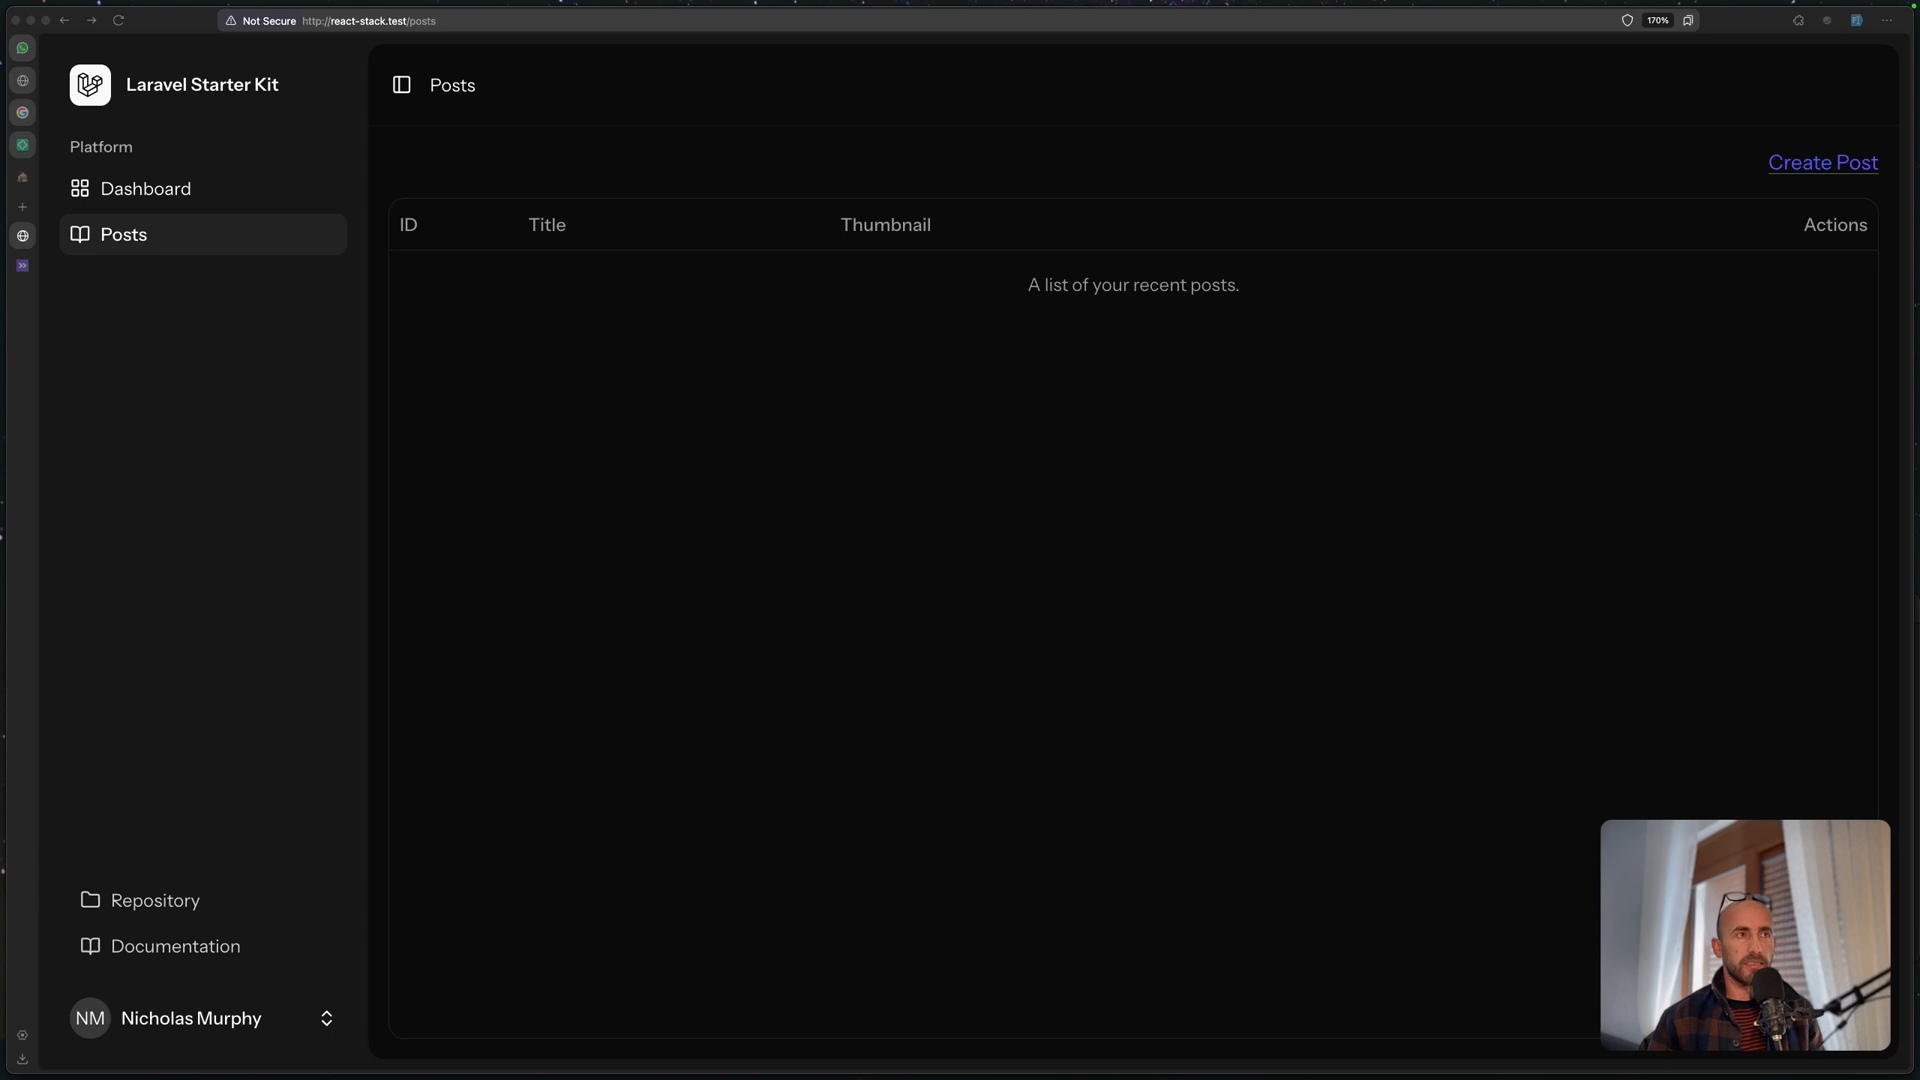 Not Secure http://react-stack.test/posts
170%
Laravel Starter Kit
Posts
Platform
Create Post
Dashboard
Posts
ID Title Thumbnail Actions
A list of your recent posts.
Repository
Documentation
NM Nicholas Murphy